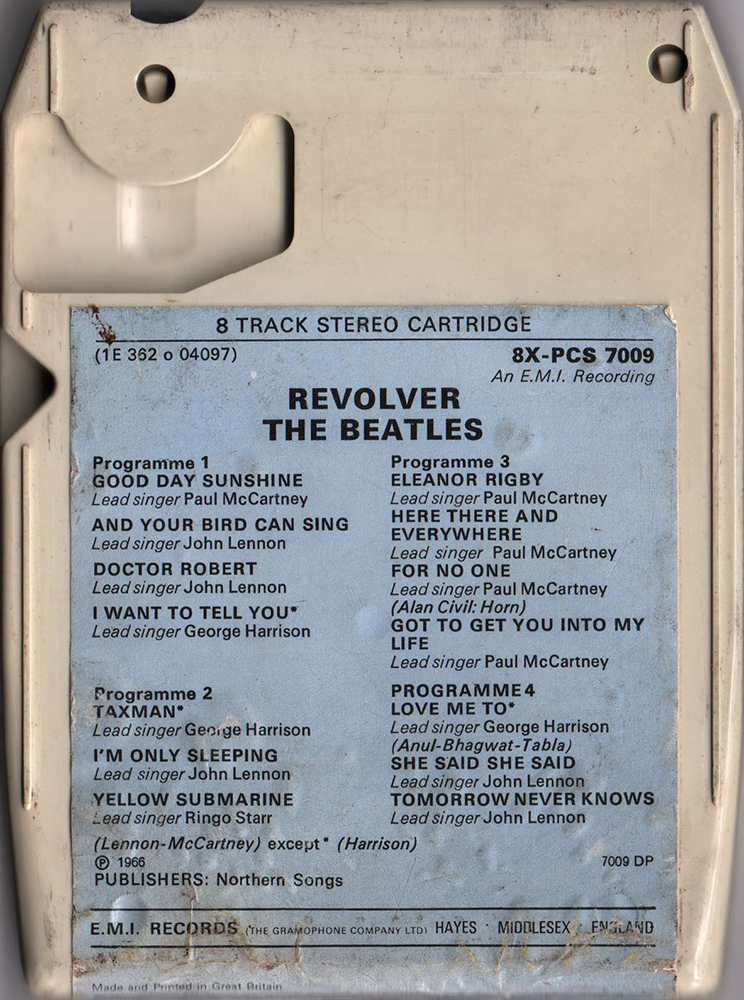 8 TRACK STEREO CARTRIDGE
(1E 362 o 04097)
8X-PCS 7009
An E.M.I. Recording
REVOLVER
THE BEATLES
Programme 1
GOOD DAY SUNSHINE
Lead singer Paul McCartney
AND YOUR BIRD CAN SING
Lead singer John Lennon
DOCTOR ROBERT
Lead singer John Lennon
I WANT TO TELL YOU*
Lead singer George Harrison
Programme 2
TAXMAN*
Lead singer George Harrison
I'M ONLY SLEEPING
Lead singer John Lennon
YELLOW SUBMARINE
Lead singer Ringo Starr
Programme 3
ELEANOR RIGBY
Lead singer Paul McCartney
HERE THERE AND
EVERYWHERE
Lead singer Paul McCartney
FOR NO ONE
Lead singer Paul McCartney
(Alan Civil: Horn)
GOT TO GET YOU INTO MY
LIFE
Lead singer Paul McCartney
PROGRAMME 4
LOVE ME TO*
Lead singer George Harrison
(Anul-Bhagwat-Tabla)
SHE SAID SHE SAID
Lead singer John Lennon
TOMORROW NEVER KNOWS
Lead singer John Lennon
(Lennon-McCartney) except* (Harrison)
℗ 1966
7009 DP
PUBLISHERS: Northern Songs
E.M.I. RECORDS (THE GRAMOPHONE COMPANY LTD) HAYES · MIDDLESEX · ENGLAND
Made and Printed in Great Britain